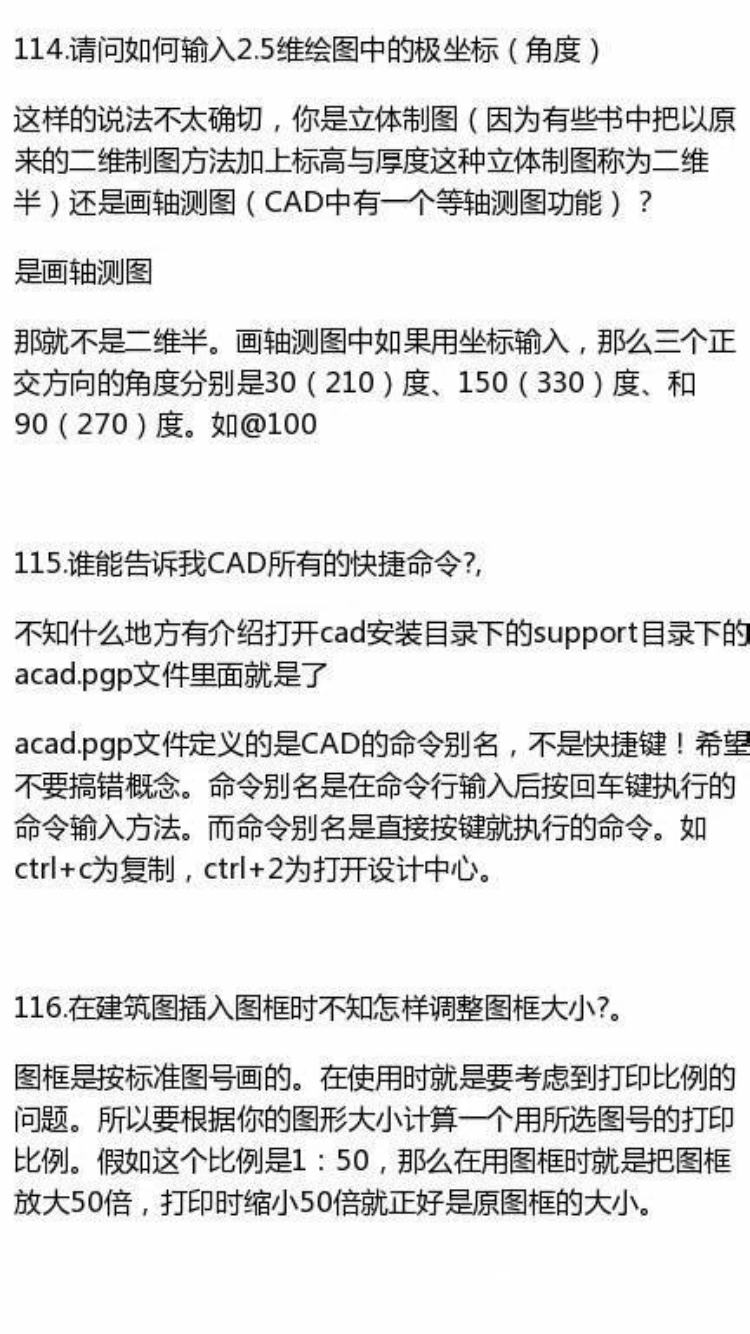 114.请问如何输入2.5维绘图中的极坐标（角度）
这样的说法不太确切，你是立体制图（因为有些书中把以原
来的二维制图方法加上标高与厚度这种立体制图称为二维
半）还是画轴测图（CAD中有一个等轴测图功能）？
是画轴测图
那就不是二维半。画轴测图中如果用坐标输入，那么三个正
交方向的角度分别是30（210）度、150（330）度、和
90（270）度。如@100
115.谁能告诉我CAD所有的快捷命令?,
不知什么地方有介绍打开cad安装目录下的support目录下的
acad.pgp文件里面就是了
acad.pgp文件定义的是CAD的命令别名，不是快捷键！希望
不要搞错概念。命令别名是在命令行输入后按回车键执行的
命令输入方法。而命令别名是直接按键就执行的命令。如
ctrl+c为复制，ctrl+2为打开设计中心。
116.在建筑图插入图框时不知怎样调整图框大小?。
图框是按标准图号画的。在使用时就是要考虑到打印比例的
问题。所以要根据你的图形大小计算一个用所选图号的打印
比例。假如这个比例是1：50，那么在用图框时就是把图框
放大50倍，打印时缩小50倍就正好是原图框的大小。